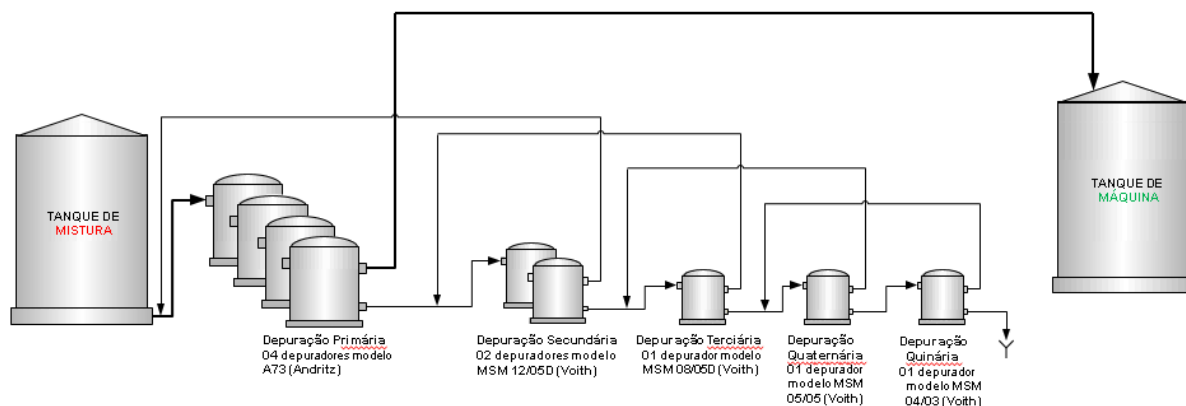 TANQUE DE
MISTURA
TANQUE DE
MÁQUINA
Depuração Primária
04 depuradores modelo
A73 (Andritz)
Depuração Secundária
02 depuradores modelo
MSM 12/05D (Voith)
Depuração Terciária
01 depurador modelo
MSM 08/05D (Voith)
Depuração
Quaternária
01 depurador
modelo MSM
05/05 (Voith)
Depuração
Quinária
01 depurador
modelo MSM
04/03 (Voith)